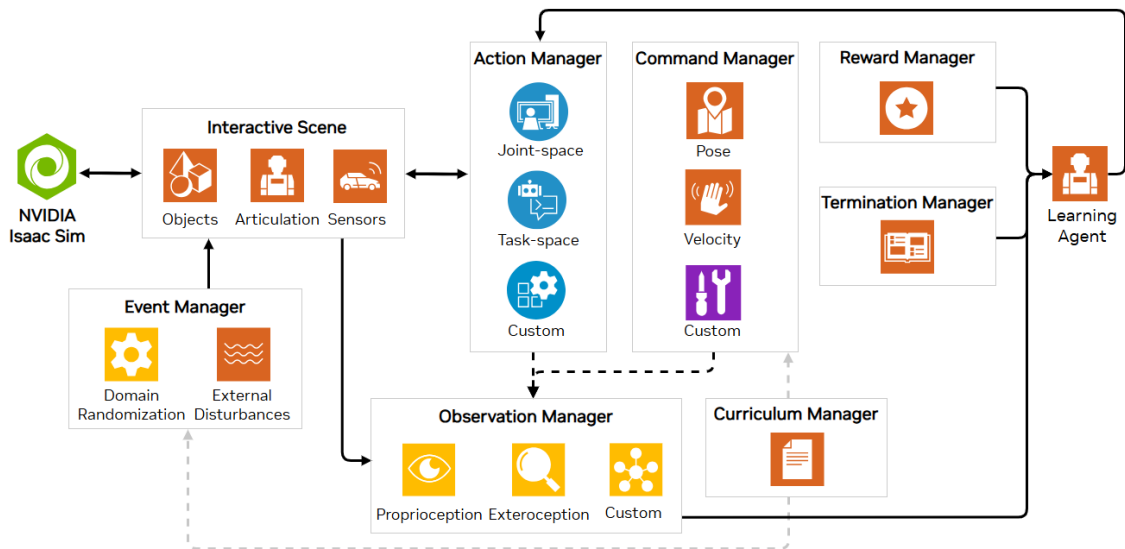 Action Manager
Joint-space
Task-space
Custom
Command Manager
Pose
Velocity
Custom
Reward Manager
Termination Manager
Learning
Agent
NVIDIA
Isaac Sim
Interactive Scene
Objects
Articulation
Sensors
Event Manager
Domain
Randomization
External
Disturbances
Observation Manager
Proprioception
Exteroception
Custom
Curriculum Manager